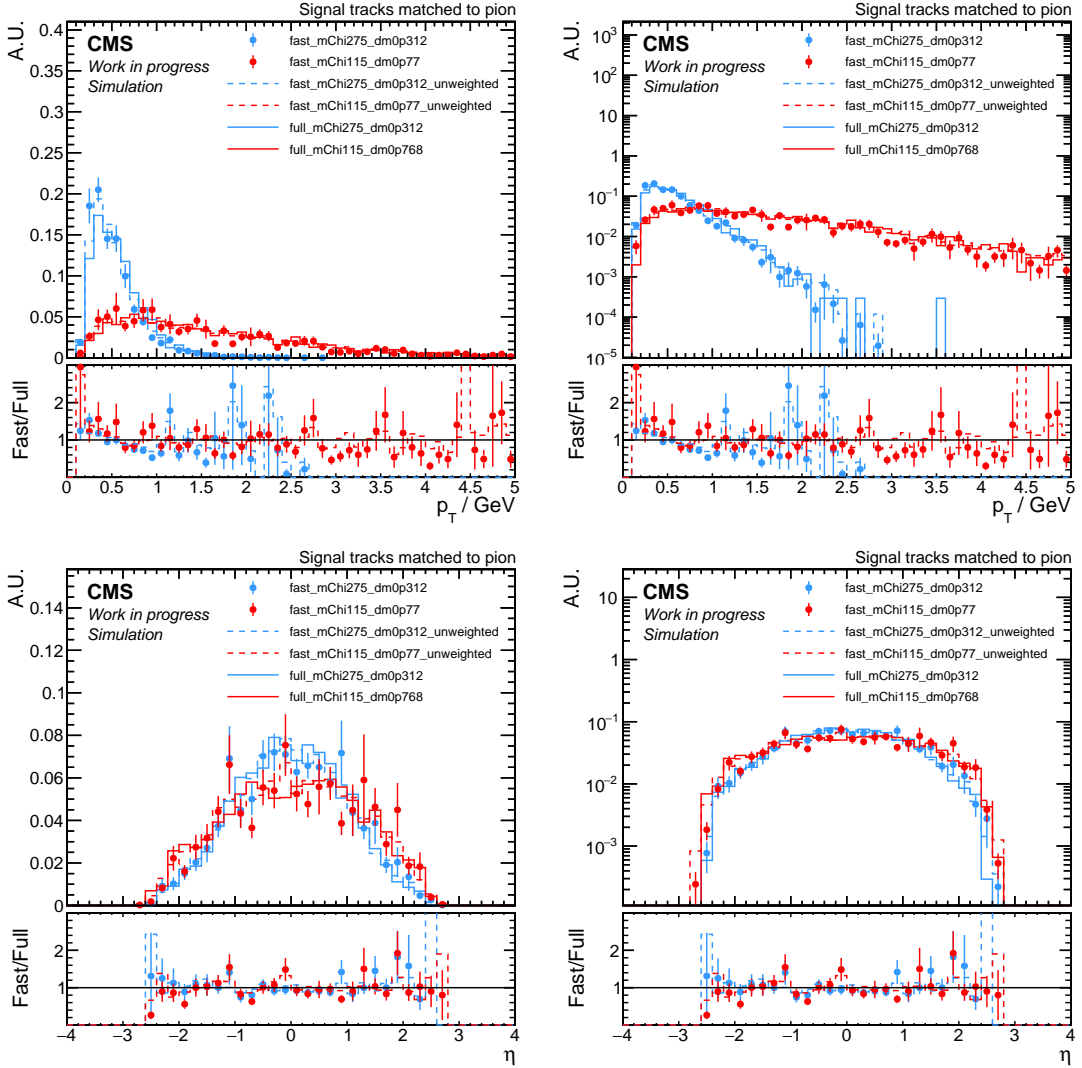 Signal tracks matched to pion
A.U.
CMS
Work in progress
Simulation
fast_mChi275_dm0p312
fast_mChi115_dm0p77
fast_mChi275_dm0p312_unweighted
fast_mChi115_dm0p77_unweighted
full_mChi275_dm0p312
full_mChi115_dm0p768
0.4
0.35
0.3
0.25
0.2
0.15
0.1
0.05
0
Fast/Full
2
1
0 0.5 1 1.5 2 2.5 3 3.5 4 4.5 5
p_T / GeV
Signal tracks matched to pion
A.U.
CMS
Work in progress
Simulation
fast_mChi275_dm0p312
fast_mChi115_dm0p77
fast_mChi275_dm0p312_unweighted
fast_mChi115_dm0p77_unweighted
full_mChi275_dm0p312
full_mChi115_dm0p768
10³
10²
10
1
10⁻¹
10⁻²
10⁻³
10⁻⁴
10⁻⁵
Fast/Full
2
1
0 0.5 1 1.5 2 2.5 3 3.5 4 4.5 5
p_T / GeV
Signal tracks matched to pion
A.U.
CMS
Work in progress
Simulation
fast_mChi275_dm0p312
fast_mChi115_dm0p77
fast_mChi275_dm0p312_unweighted
fast_mChi115_dm0p77_unweighted
full_mChi275_dm0p312
full_mChi115_dm0p768
0.14
0.12
0.1
0.08
0.06
0.04
0.02
0
Fast/Full
2
1
−4 −3 −2 −1 0 1 2 3 4
η
Signal tracks matched to pion
A.U.
CMS
Work in progress
Simulation
fast_mChi275_dm0p312
fast_mChi115_dm0p77
fast_mChi275_dm0p312_unweighted
fast_mChi115_dm0p77_unweighted
full_mChi275_dm0p312
full_mChi115_dm0p768
10
1
10⁻¹
10⁻²
10⁻³
Fast/Full
2
1
−4 −3 −2 −1 0 1 2 3 4
η